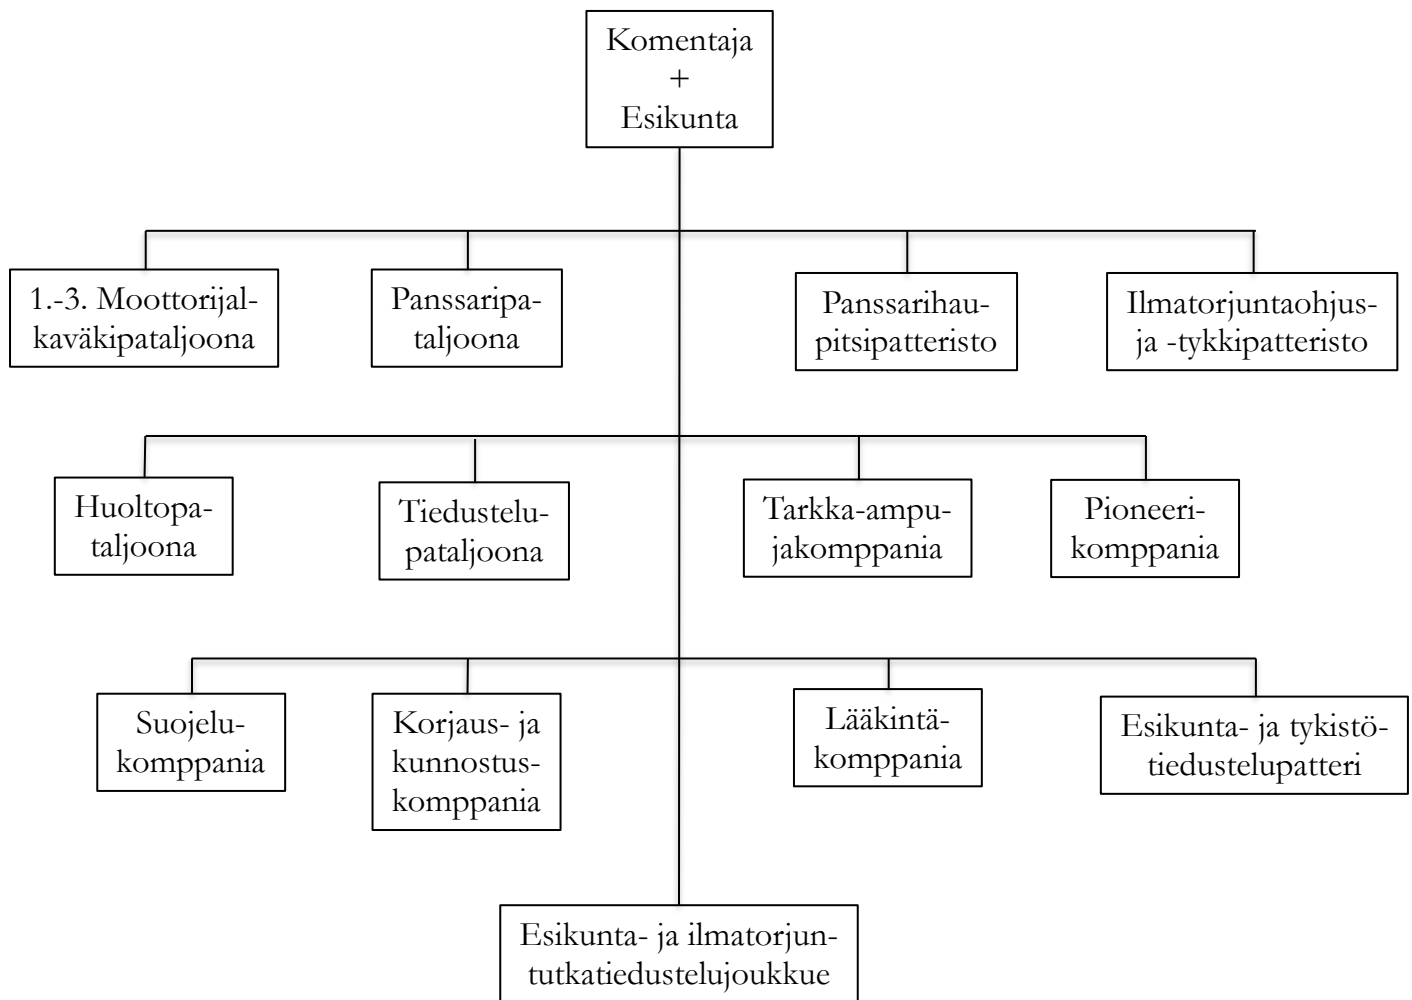 Komentaja
+
Esikunta
1.-3. Moottorijal-
kaväkipataljoona
Panssaripa-
taljoona
Panssarihau-
pitsipatteristo
Ilmatorjuntaohjus-
ja -tykkipatteristo
Huoltopa-
taljoona
Tiedustelu-
pataljoona
Tarkka-ampu-
jakomppania
Pioneeri-
komppania
Suojelu-
komppania
Korjaus- ja
kunnostus-
komppania
Lääkintä-
komppania
Esikunta- ja tykistö-
tiedustelupatteri
Esikunta- ja ilmatorjun-
tutkatiedustelujoukkue